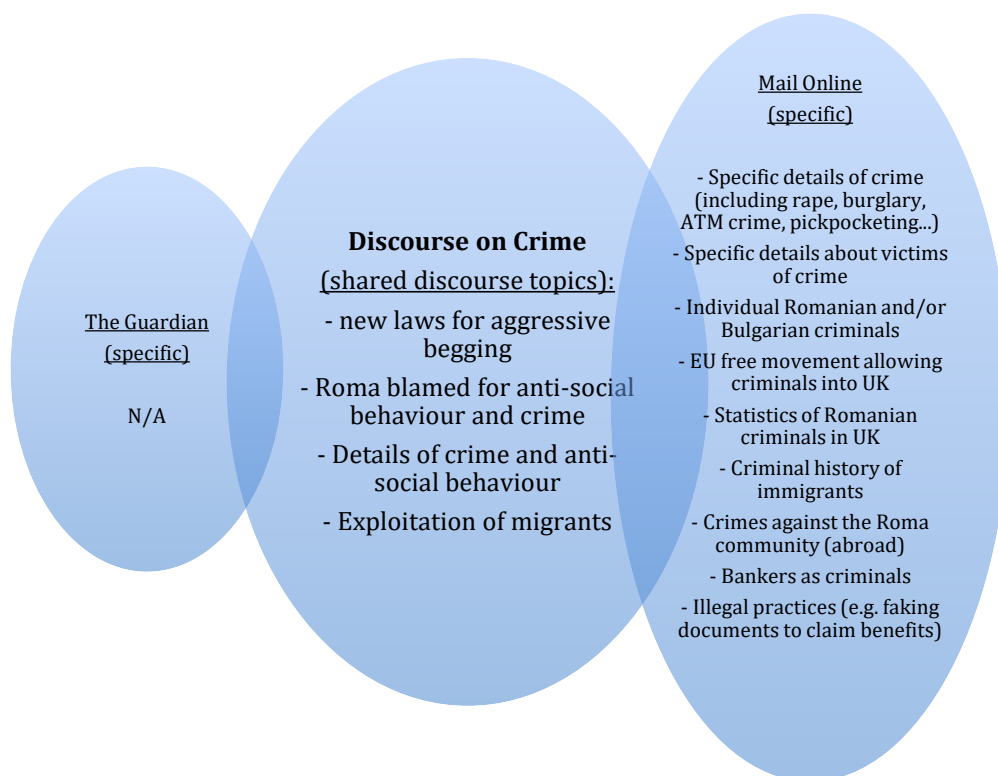 The Guardian
(specific)
N/A
Discourse on Crime
(shared discourse topics):
- new laws for aggressive
begging
- Roma blamed for anti-social
behaviour and crime
- Details of crime and anti-
social behaviour
- Exploitation of migrants
Mail Online
(specific)
- Specific details of crime
(including rape, burglary,
ATM crime, pickpocketing...)
- Specific details about victims
of crime
- Individual Romanian and/or
Bulgarian criminals
- EU free movement allowing
criminals into UK
- Statistics of Romanian
criminals in UK
- Criminal history of
immigrants
- Crimes against the Roma
community (abroad)
- Bankers as criminals
- Illegal practices (e.g. faking
documents to claim benefits)